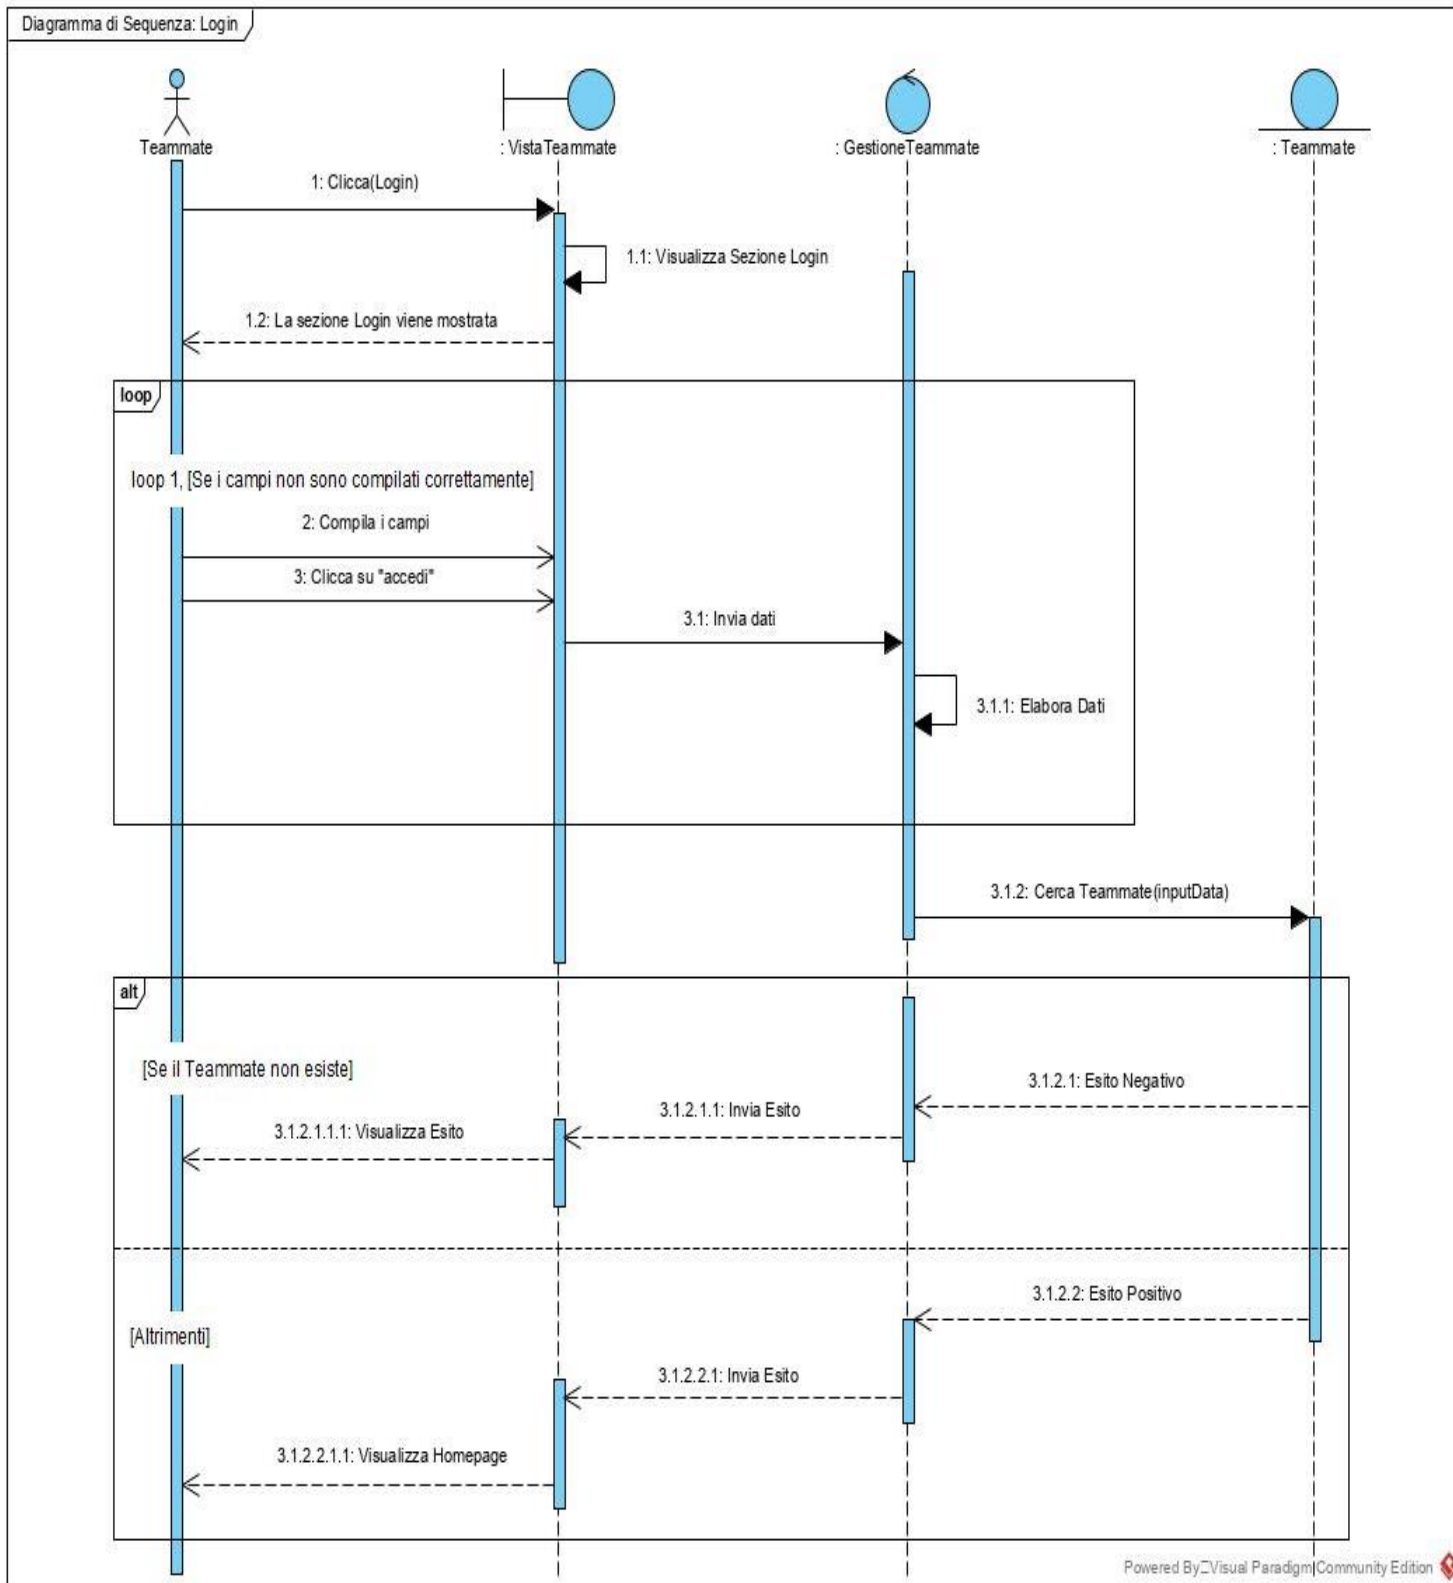 Diagramma di Sequenza: Login
Teammate
: VistaTeammate
: GestioneTeammate
: Teammate
1: Clicca(Login)
1.1: Visualizza Sezione Login
1.2: La sezione Login viene mostrata
loop
loop 1, [Se i campi non sono compilati correttamente]
2: Compila i campi
3: Clicca su "accedi"
3.1: Invia dati
3.1.1: Elabora Dati
3.1.2: Cerca Teammate(inputData)
alt
[Se il Teammate non esiste]
3.1.2.1: Esito Negativo
3.1.2.1.1: Invia Esito
3.1.2.1.1.1: Visualizza Esito
3.1.2.2: Esito Positivo
[Altrimenti]
3.1.2.2.1: Invia Esito
3.1.2.2.1.1: Visualizza Homepage
Powered By Visual Paradigm Community Edition